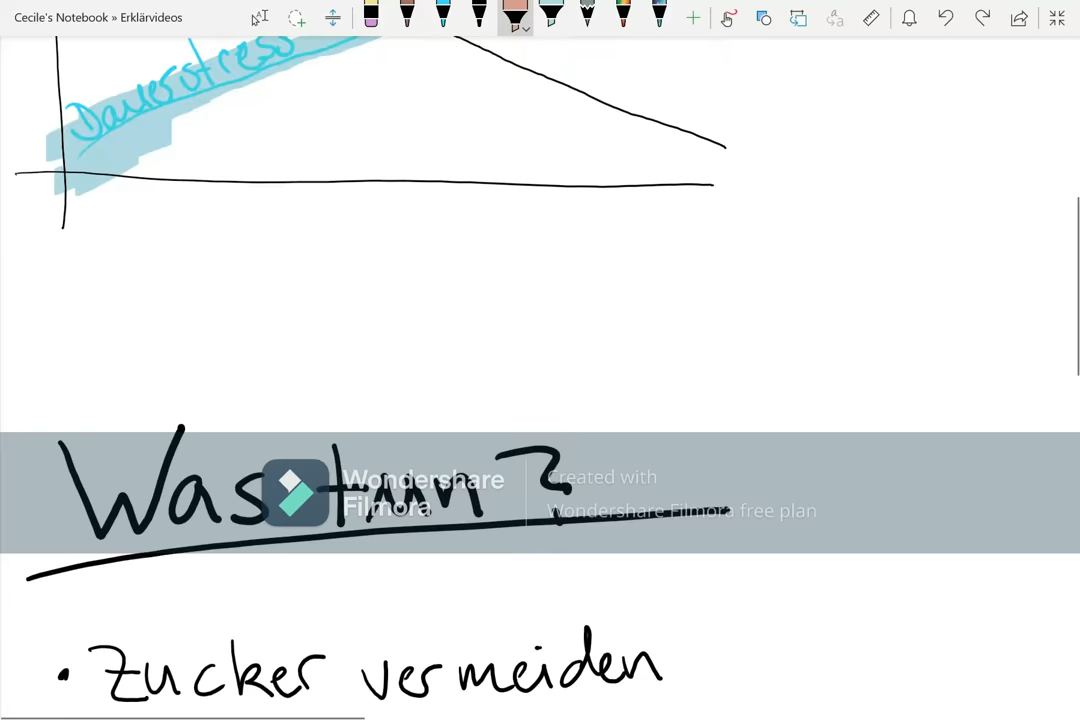 Cecile's Notebook » Erklärvideos
Dauerstress
Was tun?
Wondershare
Filmora
Created with
Wondershare Filmora free plan
• Zucker vermeiden